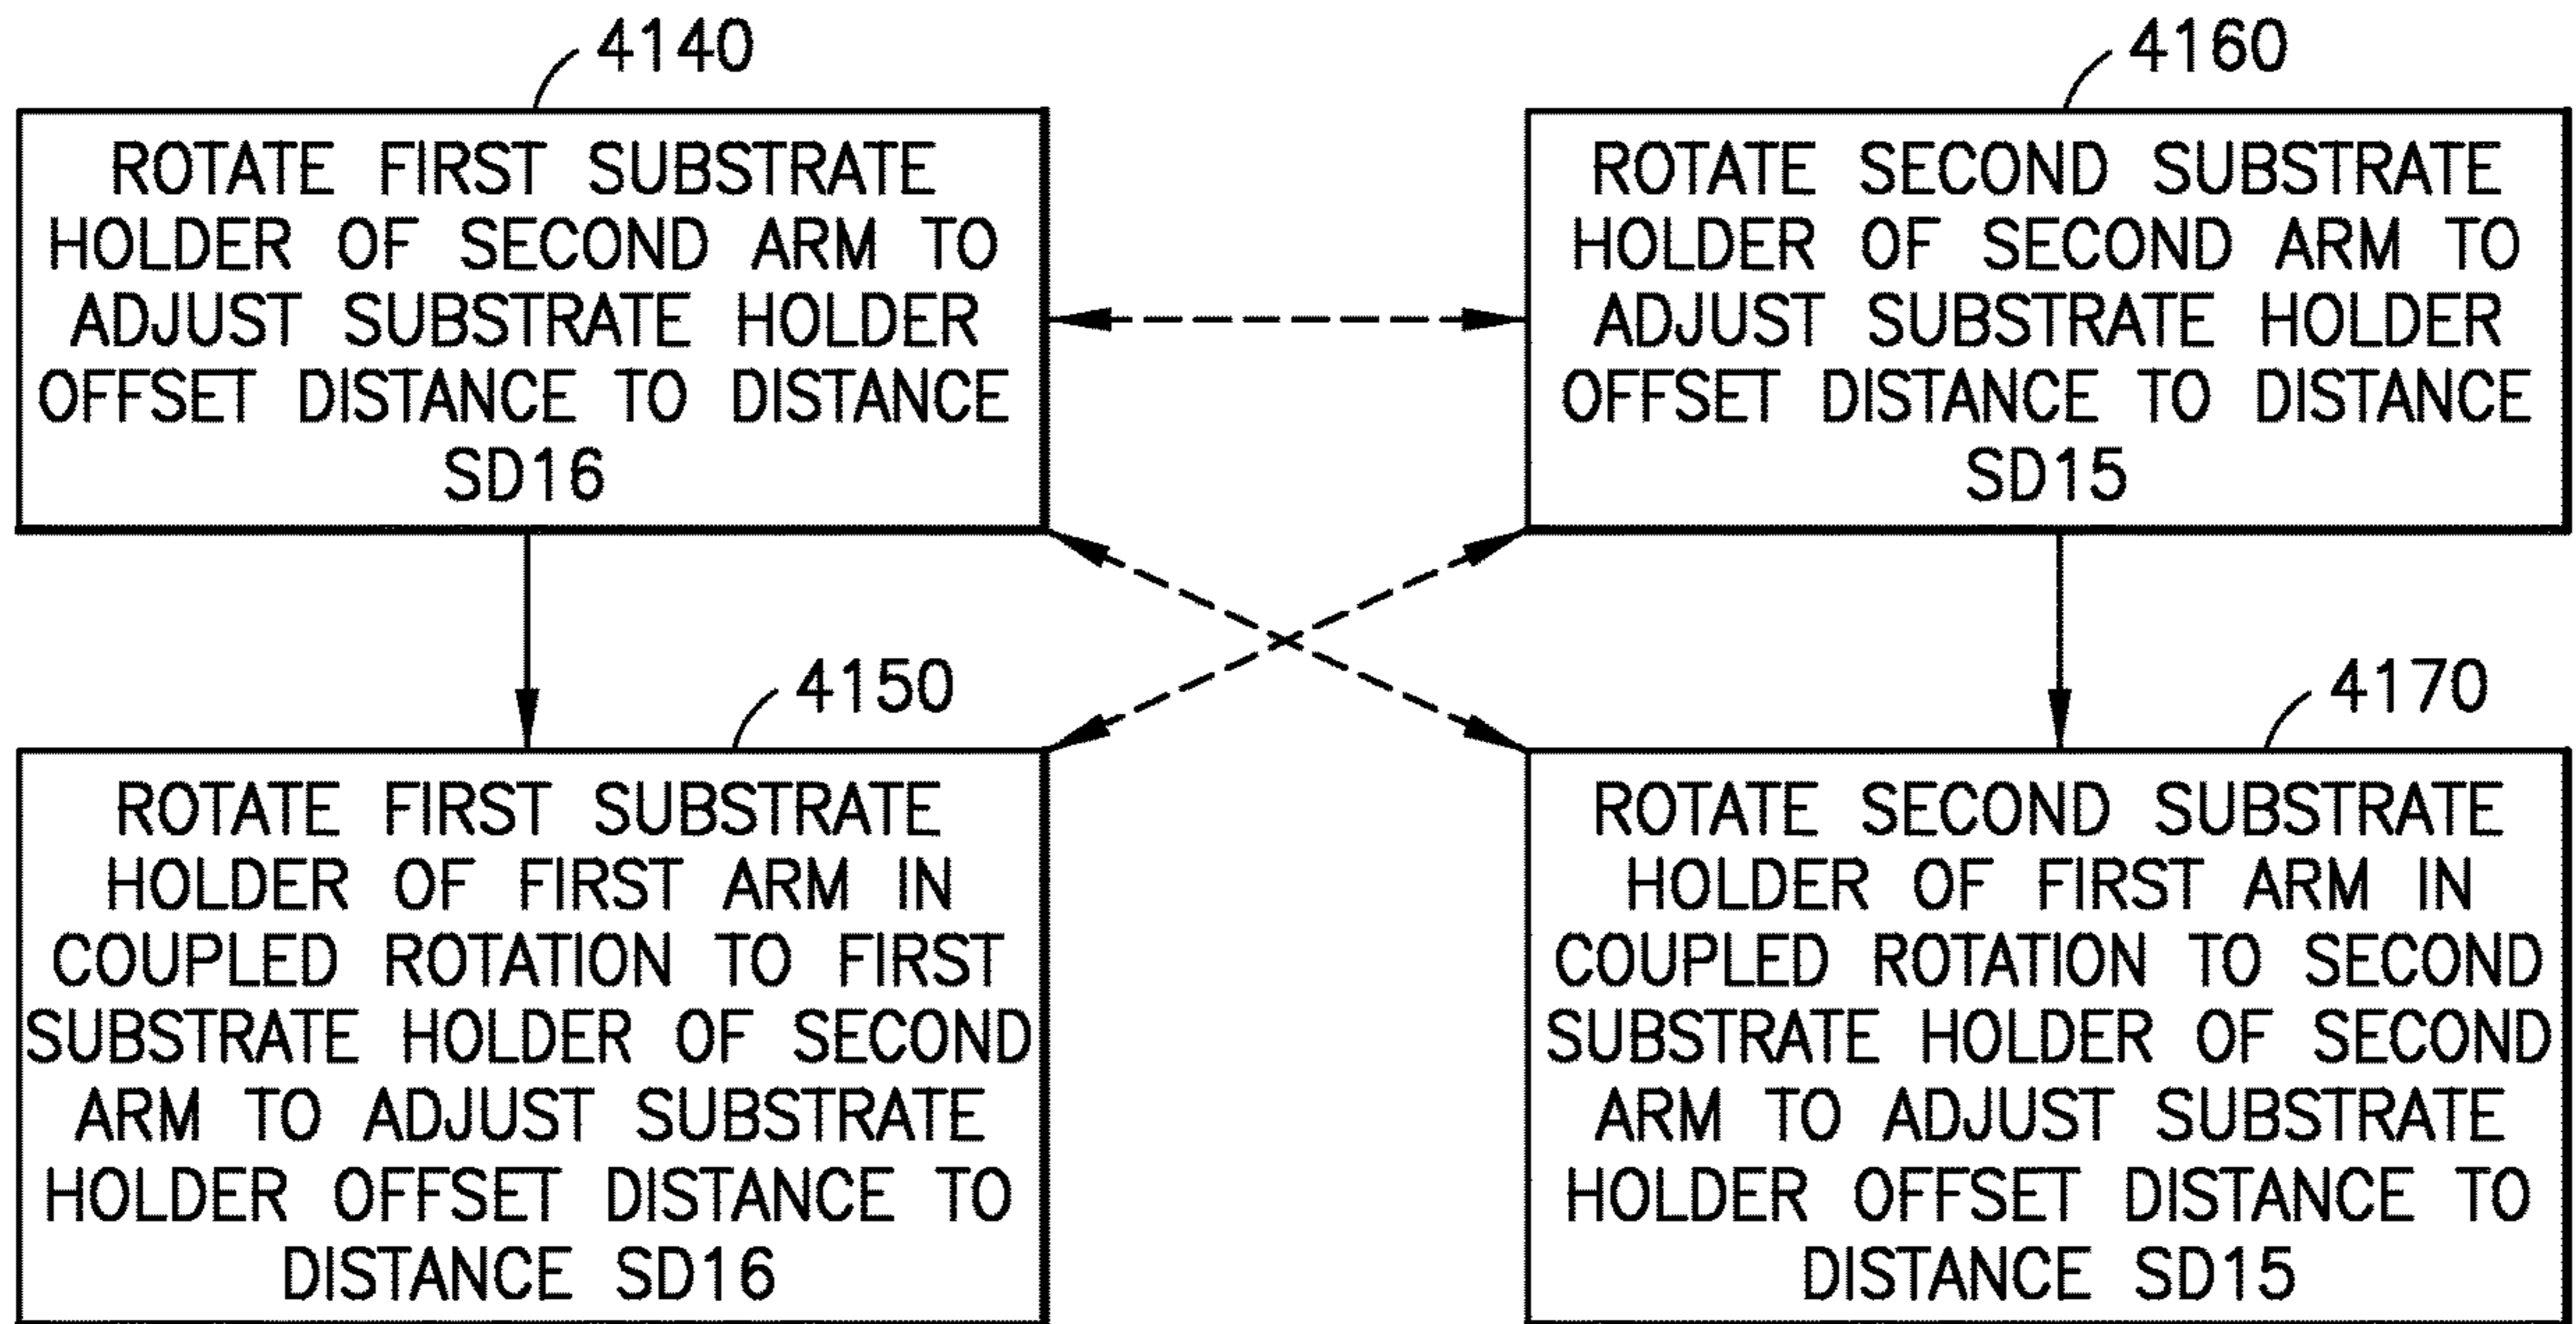 4140
ROTATE FIRST SUBSTRATE
HOLDER OF SECOND ARM TO
ADJUST SUBSTRATE HOLDER
OFFSET DISTANCE TO DISTANCE
SD16
4160
ROTATE SECOND SUBSTRATE
HOLDER OF SECOND ARM TO
ADJUST SUBSTRATE HOLDER
OFFSET DISTANCE TO DISTANCE
SD15
4150
ROTATE FIRST SUBSTRATE
HOLDER OF FIRST ARM IN
COUPLED ROTATION TO FIRST
SUBSTRATE HOLDER OF SECOND
ARM TO ADJUST SUBSTRATE
HOLDER OFFSET DISTANCE TO
DISTANCE SD16
4170
ROTATE SECOND SUBSTRATE
HOLDER OF FIRST ARM IN
COUPLED ROTATION TO SECOND
SUBSTRATE HOLDER OF SECOND
ARM TO ADJUST SUBSTRATE
HOLDER OFFSET DISTANCE TO
DISTANCE SD15